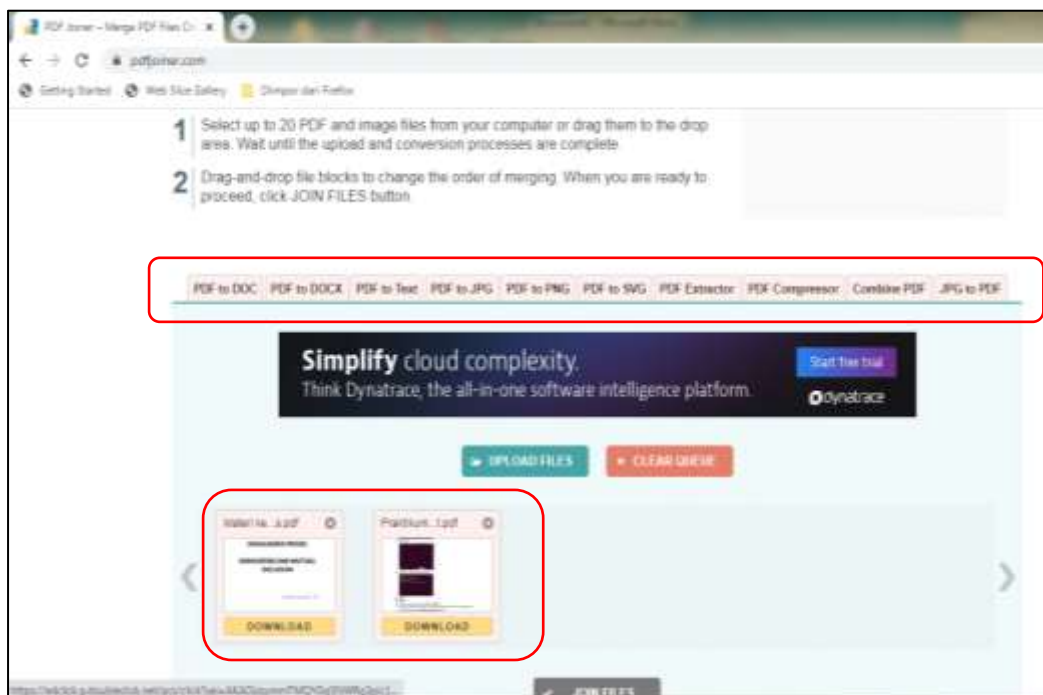 PDF Joiner – Merge PDF Files
pdfjoiner.com
Getting Started Web Slice Gallery Diimpor dari Firefox
1 Select up to 20 PDF and image files from your computer or drag them to the drop
area. Wait until the upload and conversion processes are complete
2 Drag-and-drop file blocks to change the order of merging. When you are ready to
proceed, click JOIN FILES button
PDF to DOC PDF to DOCX PDF to Text PDF to JPG PDF to PNG PDF to SVG PDF Extractor PDF Compressor Combine PDF JPG to PDF
Simplify cloud complexity.
Think Dynatrace, the all-in-one software intelligence platform.
Start free trial
dynatrace
UPLOAD FILES CLEAR QUEUE
DOWNLOAD DOWNLOAD
JOIN FILES